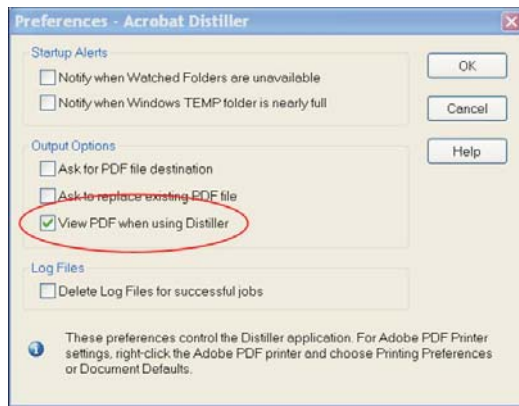 Preferences - Acrobat Distiller
Startup Alerts
Notify when Watched Folders are unavailable
Notify when Windows TEMP folder is nearly full
OK
Cancel
Help
Output Options
Ask for PDF file destination
Ask to replace existing PDF file
View PDF when using Distiller
Log Files
Delete Log Files for successful jobs
These preferences control the Distiller application. For Adobe PDF Printer
settings, right-click the Adobe PDF printer and choose Printing Preferences
or Document Defaults.